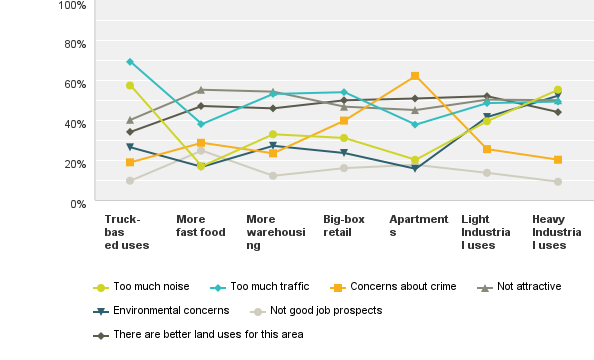 100%
80%
60%
40%
20%
0%
Truck- More More Big-box Apartment Light Heavy
bas fast food warehousi retail s Industria Industria
ed uses ng l uses l uses
Too much noise Too much traffic Concerns about crime Not attractive
Environmental concerns Not good job prospects
There are better land uses for this area